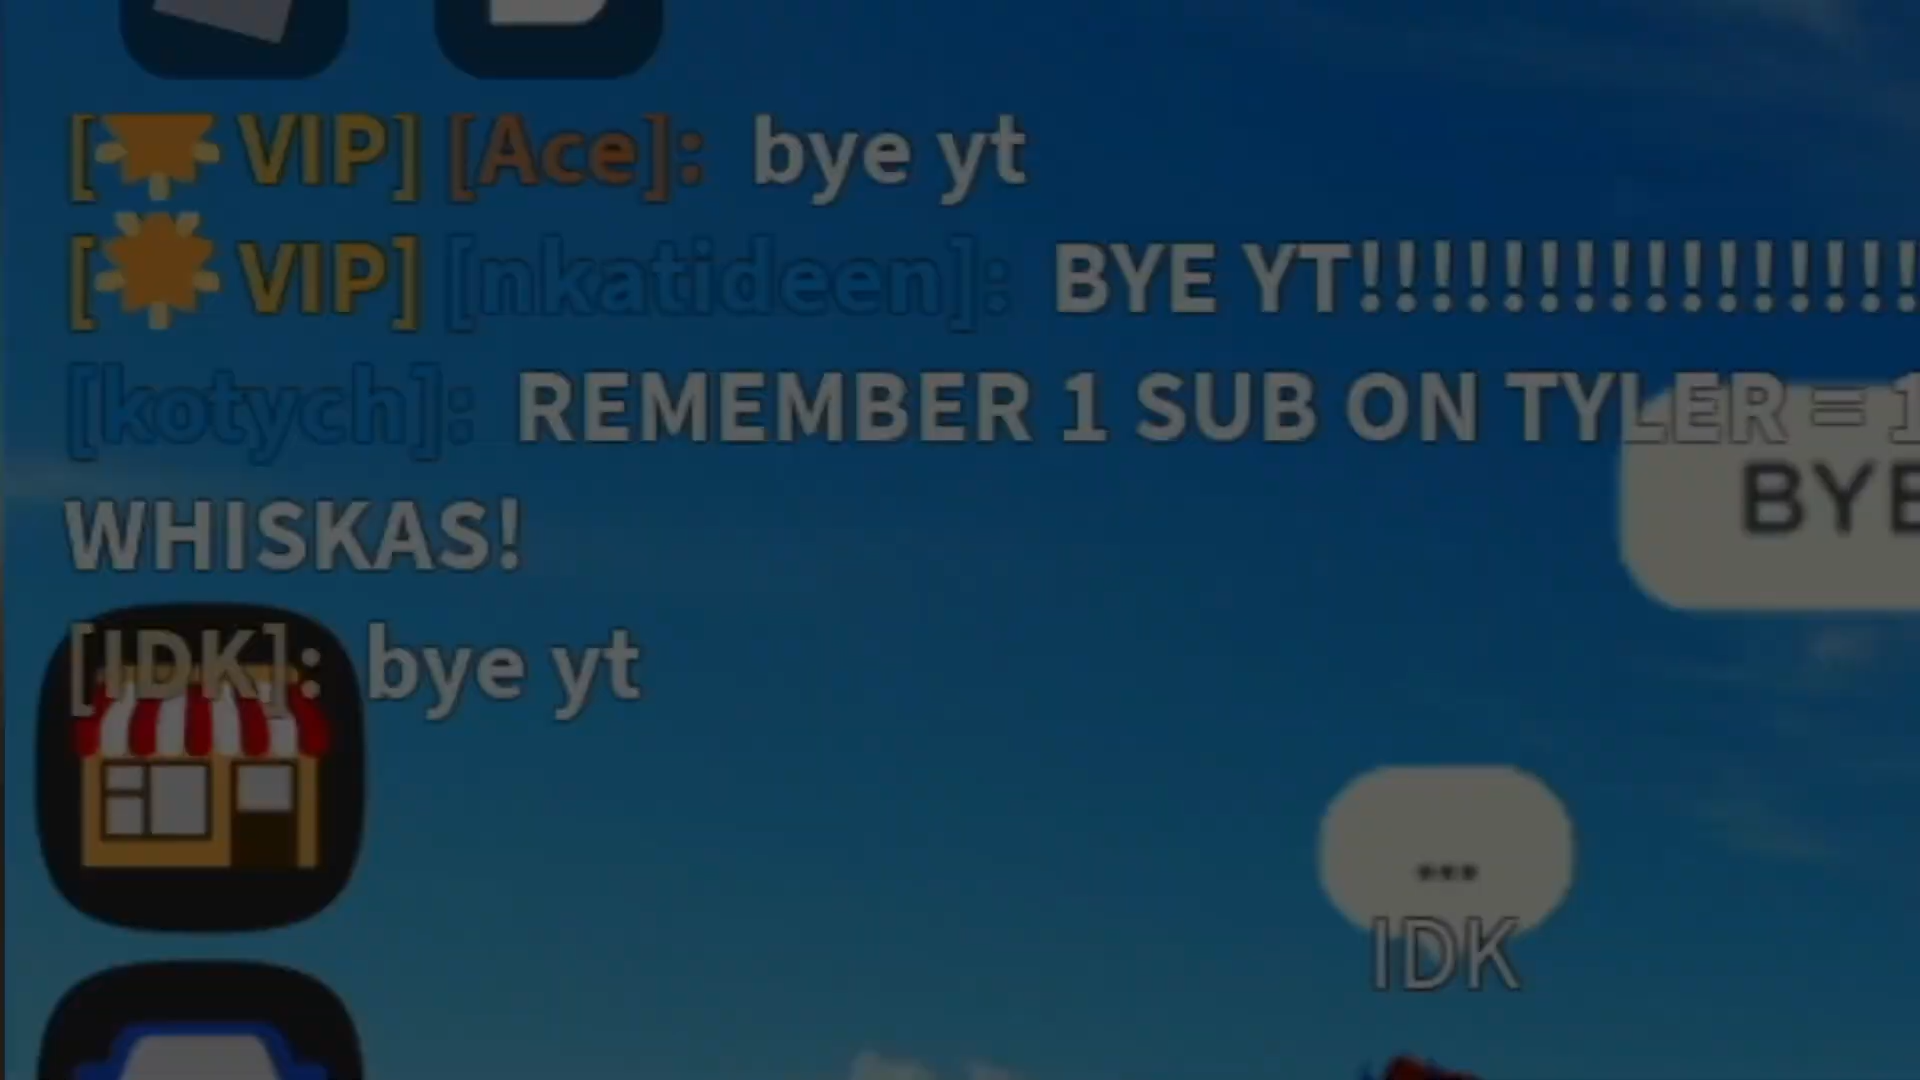 [VIP] [Ace]: bye yt
[VIP] [nkatideen]: BYE YT!!!!!!!!!!!!!!!!
[kotych]: REMEMBER 1 SUB ON TYLER = 1
WHISKAS!
BYE
[IDK]: bye yt
...
IDK